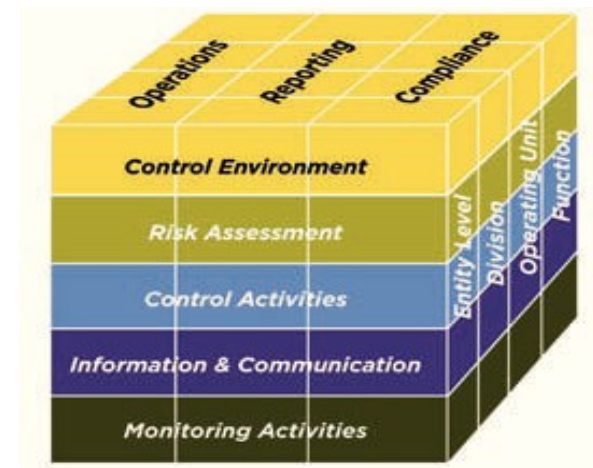 Operations
Reporting
Compliance
Control Environment
Risk Assessment
Control Activities
Information & Communication
Monitoring Activities
Entity Level
Division
Operating Unit
Function